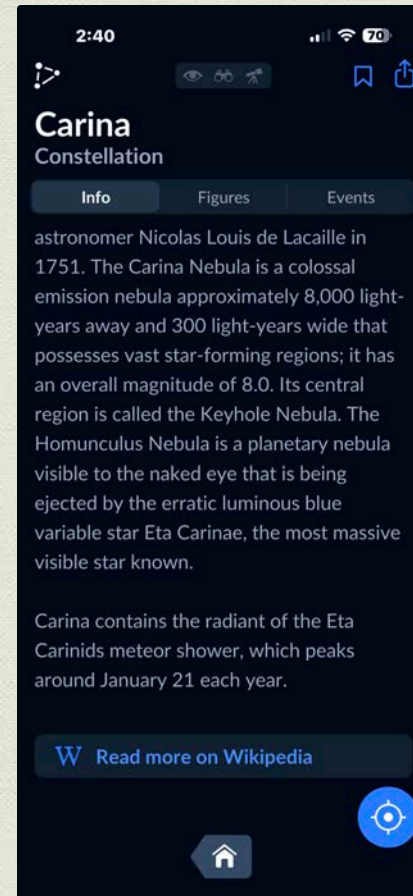 2:40
70
Carina
Constellation
Info
Figures
Events
astronomer Nicolas Louis de Lacaille in
1751. The Carina Nebula is a colossal
emission nebula approximately 8,000 light-
years away and 300 light-years wide that
possesses vast star-forming regions; it has
an overall magnitude of 8.0. Its central
region is called the Keyhole Nebula. The
Homunculus Nebula is a planetary nebula
visible to the naked eye that is being
ejected by the erratic luminous blue
variable star Eta Carinae, the most massive
visible star known.
Carina contains the radiant of the Eta
Carinids meteor shower, which peaks
around January 21 each year.
W Read more on Wikipedia